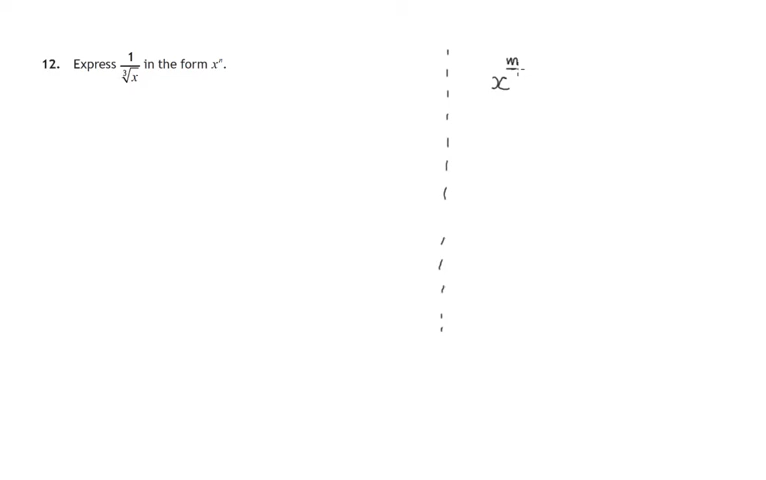 12. Express 1/∛x in the form xⁿ.
x^m